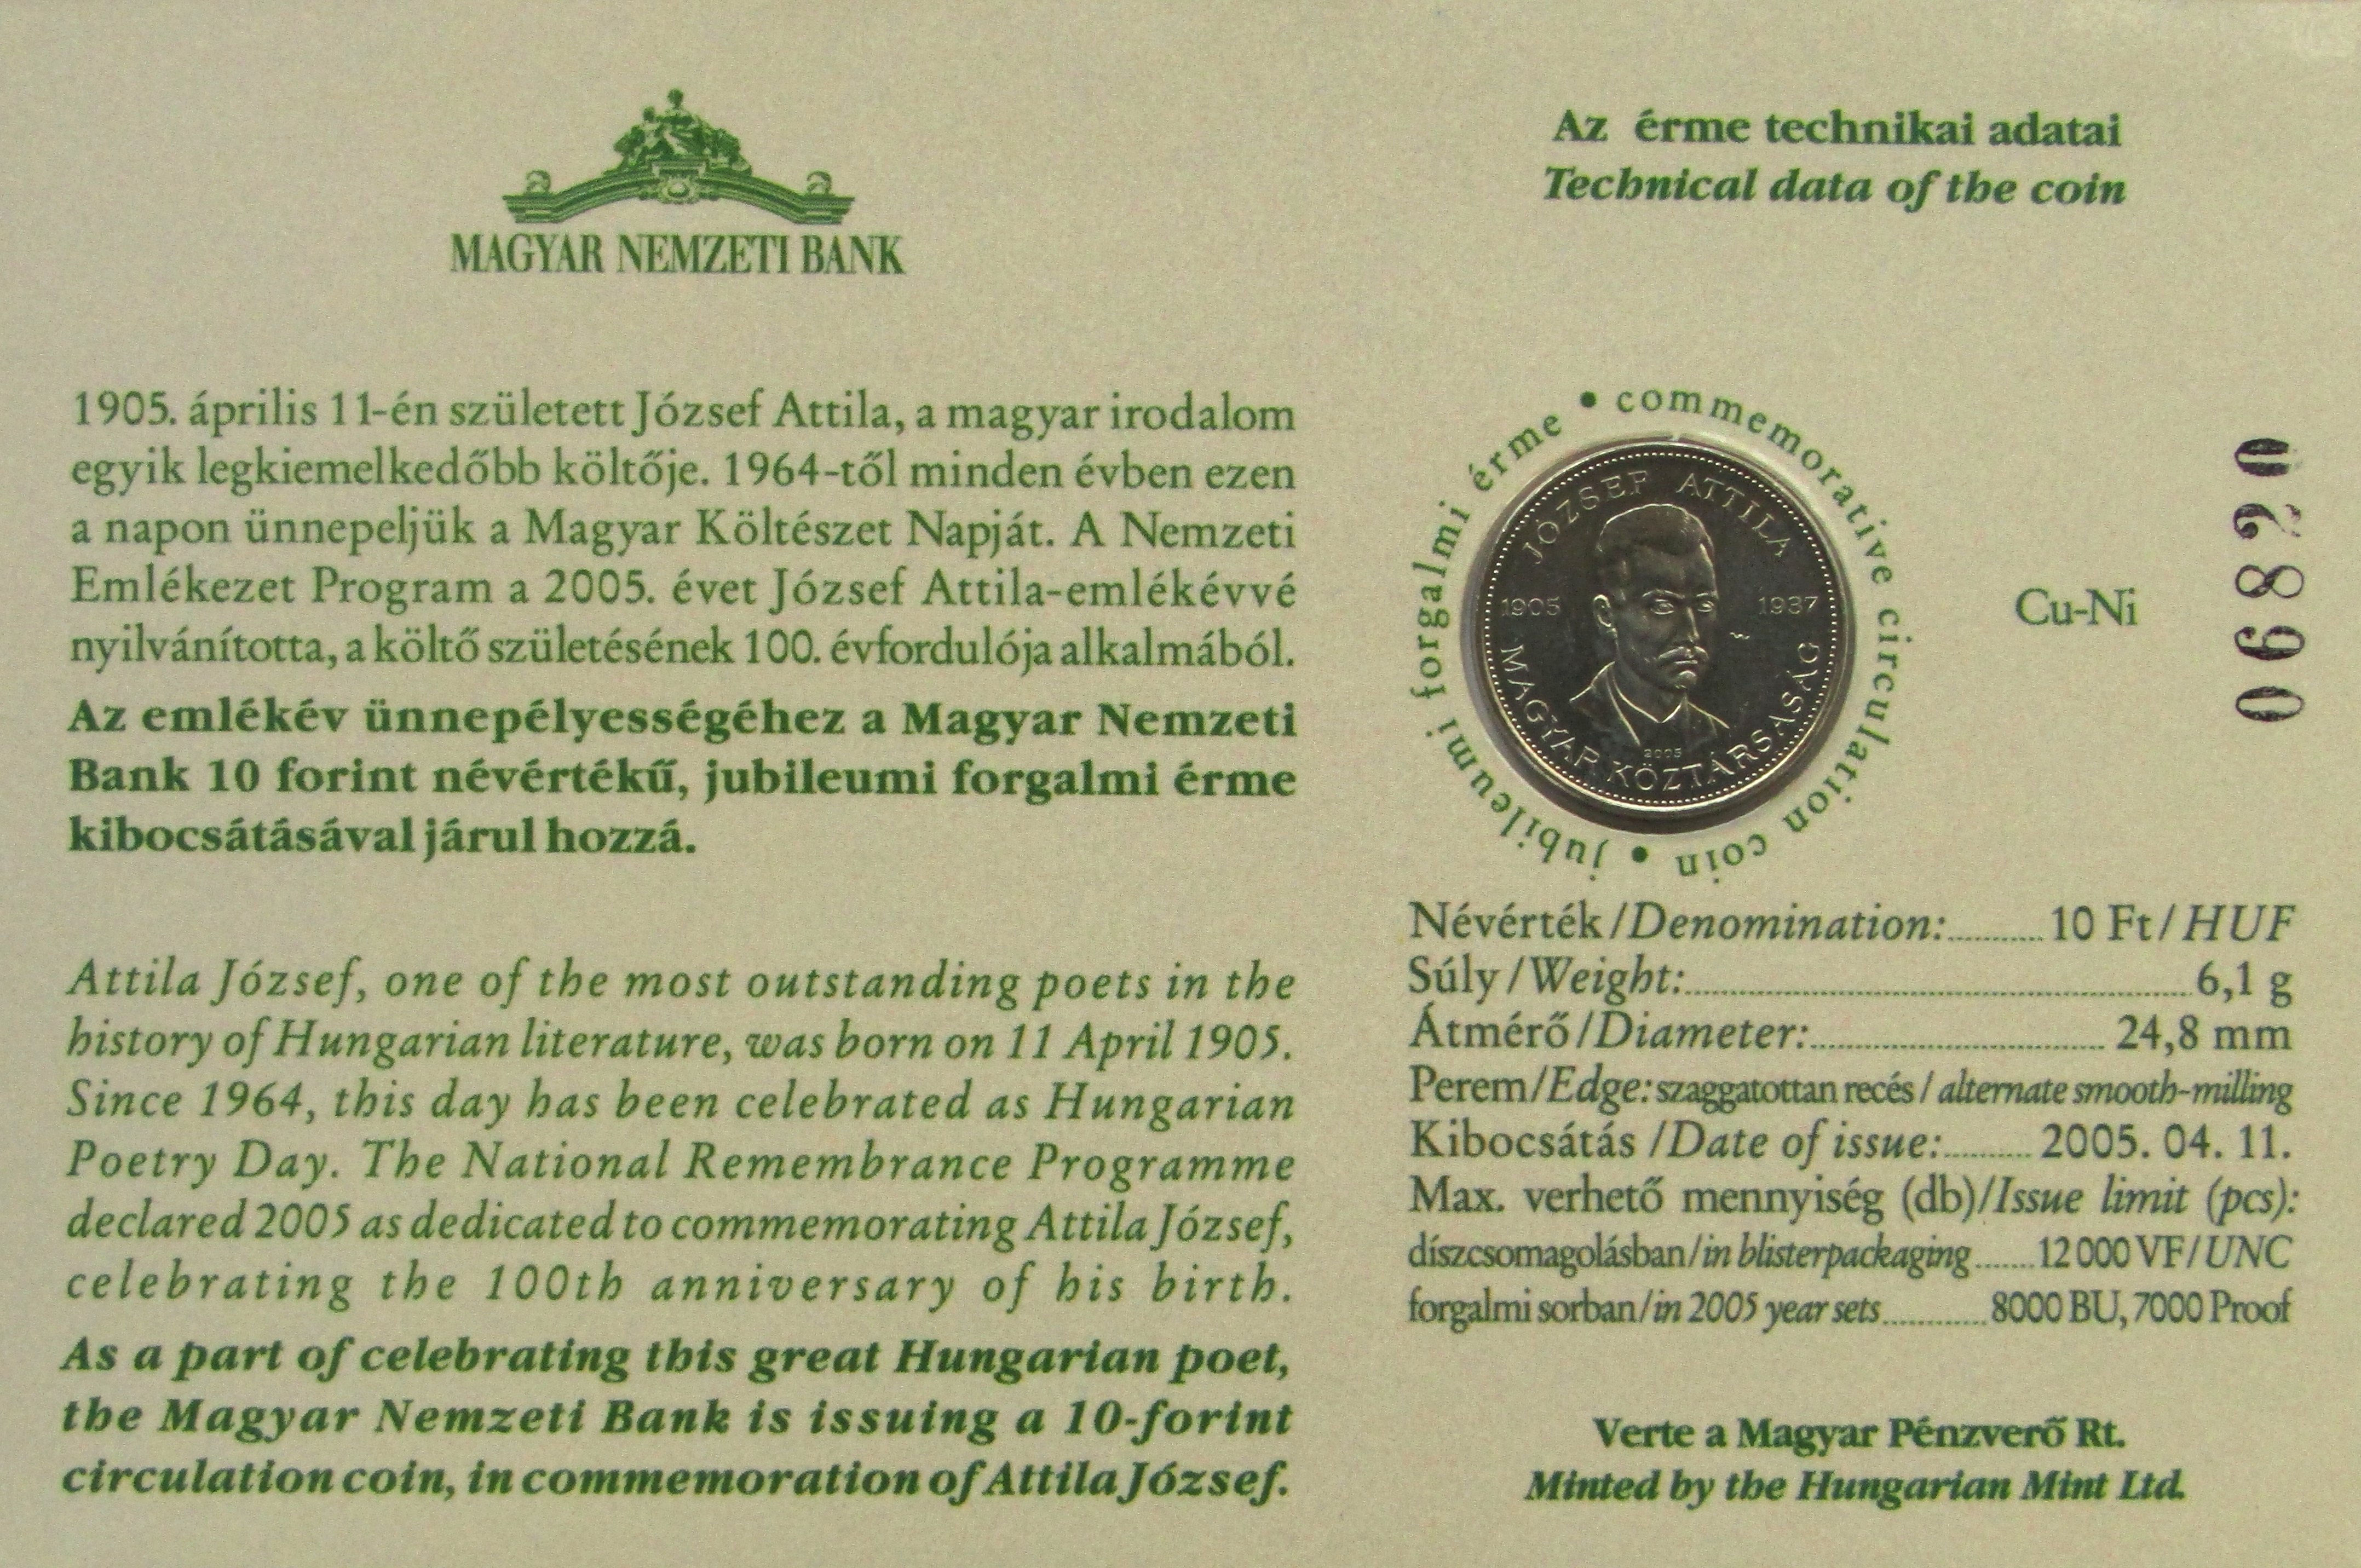 MAGYAR NEMZETI BANK
1905. április 11-én született József Attila, a magyar irodalom
egyik legkiemelkedőbb költője. 1964-től minden évben ezen
a napon ünnepeljük a Magyar Költészet Napját. A Nemzeti
Emlékezet Program a 2005. évet József Attila-emlékévvé
nyilvánította, a költő születésének 100. évfordulója alkalmából.
Az emlékév ünnepélyességéhez a Magyar Nemzeti
Bank 10 forint névértékű, jubileumi forgalmi érme
kibocsátásával járul hozzá.
Attila József, one of the most outstanding poets in the
history of Hungarian literature, was born on 11 April 1905.
Since 1964, this day has been celebrated as Hungarian
Poetry Day. The National Remembrance Programme
declared 2005 as dedicated to commemorating Attila József,
celebrating the 100th anniversary of his birth.
As a part of celebrating this great Hungarian poet,
the Magyar Nemzeti Bank is issuing a 10-forint
circulation coin, in commemoration of Attila József.
Az érme technikai adatai
Technical data of the coin
jubileumi forgalmi érme • commemorative circulation coin •
JÓZSEF ATTILA
1905 1937
MAGYAR KÖZTÁRSASÁG
2005
Cu-Ni
06820
Névérték/Denomination:..........10 Ft/HUF
Súly/Weight:..........6,1 g
Átmérő/Diameter:..........24,8 mm
Perem/Edge: szaggatottan recés / alternate smooth-milling
Kibocsátás /Date of issue:..........2005. 04. 11.
Max. verhető mennyiség (db)/Issue limit (pcs):
díszcsomagolásban/in blisterpackaging.......12 000 VF/UNC
forgalmi sorban/in 2005 year sets..........8000 BU, 7000 Proof
Verte a Magyar Pénzverő Rt.
Minted by the Hungarian Mint Ltd.